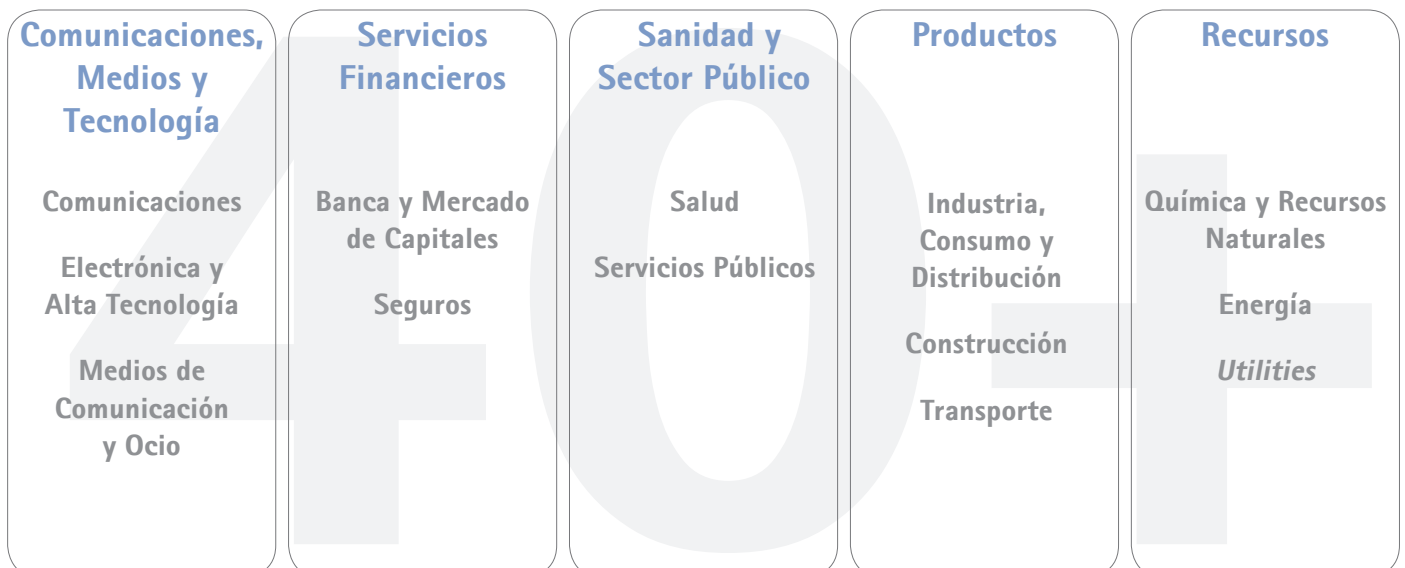 40+
Comunicaciones,
Medios y
Tecnología
Comunicaciones
Electrónica y
Alta Tecnología
Medios de
Comunicación
y Ocio
Servicios
Financieros
Banca y Mercado
de Capitales
Seguros
Sanidad y
Sector Público
Salud
Servicios Públicos
Productos
Industria,
Consumo y
Distribución
Construcción
Transporte
Recursos
Química y Recursos
Naturales
Energía
Utilities